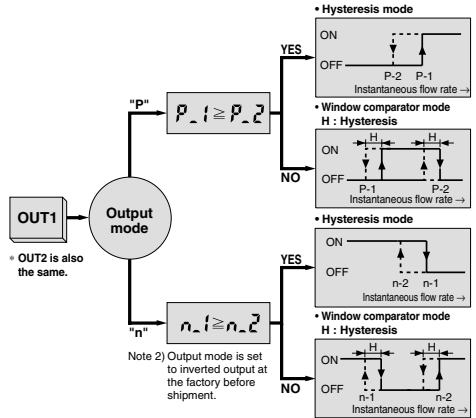 • Hysteresis mode
ON
OFF
P-2 P-1
Instantaneous flow rate →
YES
"P"
P_1 ≧ P_2
• Window comparator mode
H : Hysteresis
H H
ON
OFF
P-1 P-2
Instantaneous flow rate →
NO
OUT1
Output
mode
* OUT2 is also
the same.
• Hysteresis mode
ON
OFF
n-2 n-1
Instantaneous flow rate →
YES
"n"
n_1 ≧ n_2
Note 2) Output mode is set
to inverted output at
the factory before
shipment.
• Window comparator mode
H : Hysteresis
H H
ON
OFF
n-1 n-2
Instantaneous flow rate →
NO